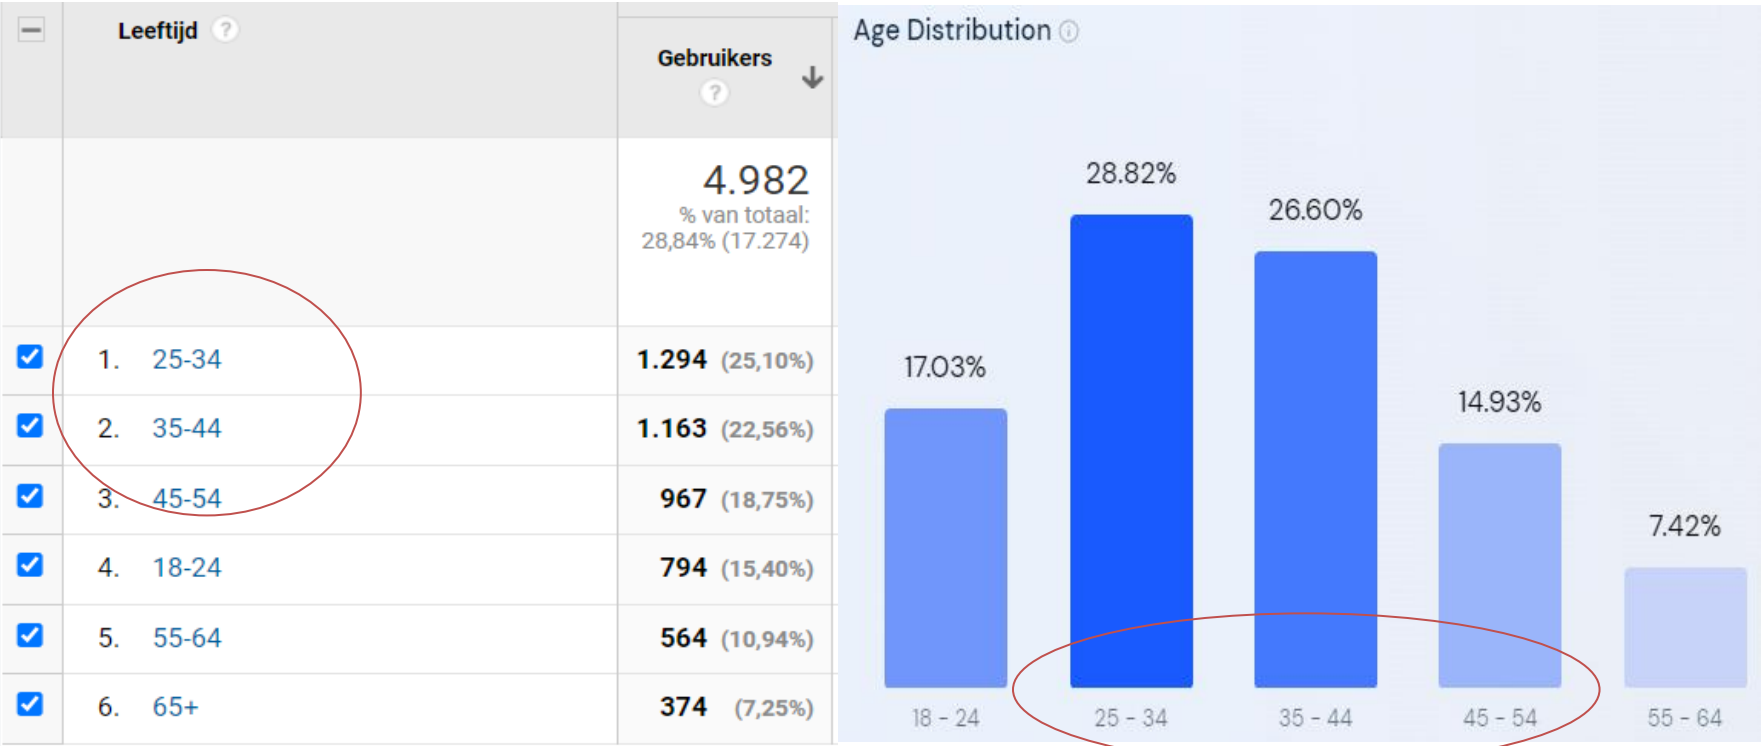 Leeftijd ?
Gebruikers
?
4.982
% van totaal:
28,84% (17.274)
1. 25-34 1.294 (25,10%)
2. 35-44 1.163 (22,56%)
3. 45-54 967 (18,75%)
4. 18-24 794 (15,40%)
5. 55-64 564 (10,94%)
6. 65+ 374 (7,25%)
Age Distribution
28.82%
26.60%
17.03%
14.93%
7.42%
18 - 24 25 - 34 35 - 44 45 - 54 55 - 64